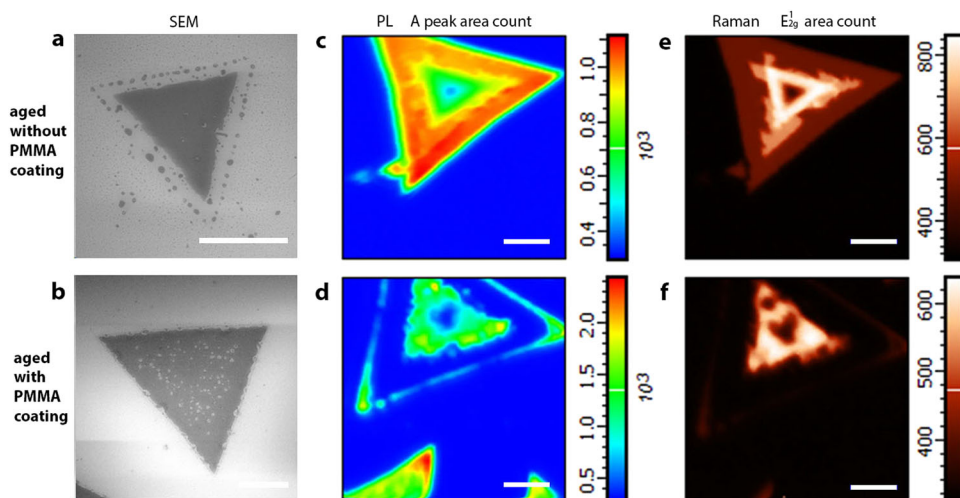 SEM
PL A peak area count
Raman E¹2g area count
a
c
e
aged
without
PMMA
coating
1.0
0.8
0.6
0.4
10³
800
600
400
b
d
f
aged
with
PMMA
coating
2.0
1.5
1.0
0.5
10³
600
500
400